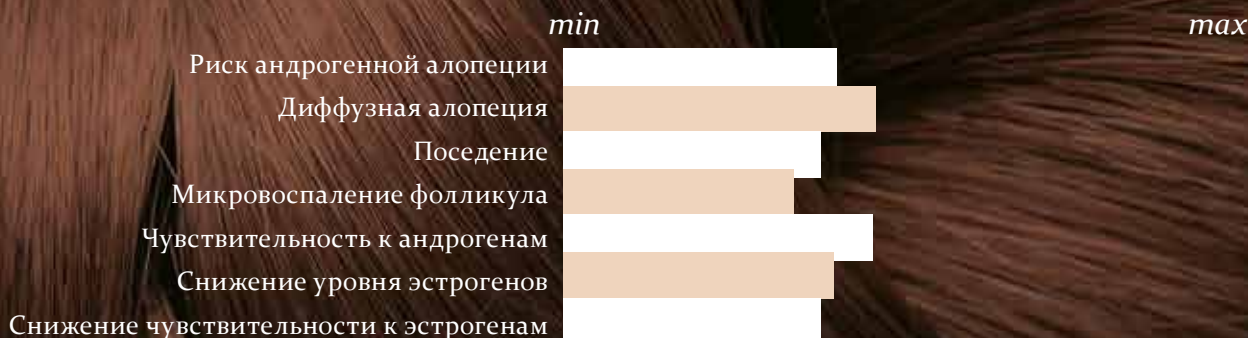 min max
Риск андрогенной алопеции
Диффузная алопеция
Поседение
Микровоспаление фолликула
Чувствительность к андрогенам
Снижение уровня эстрогенов
Снижение чувствительности к эстрогенам